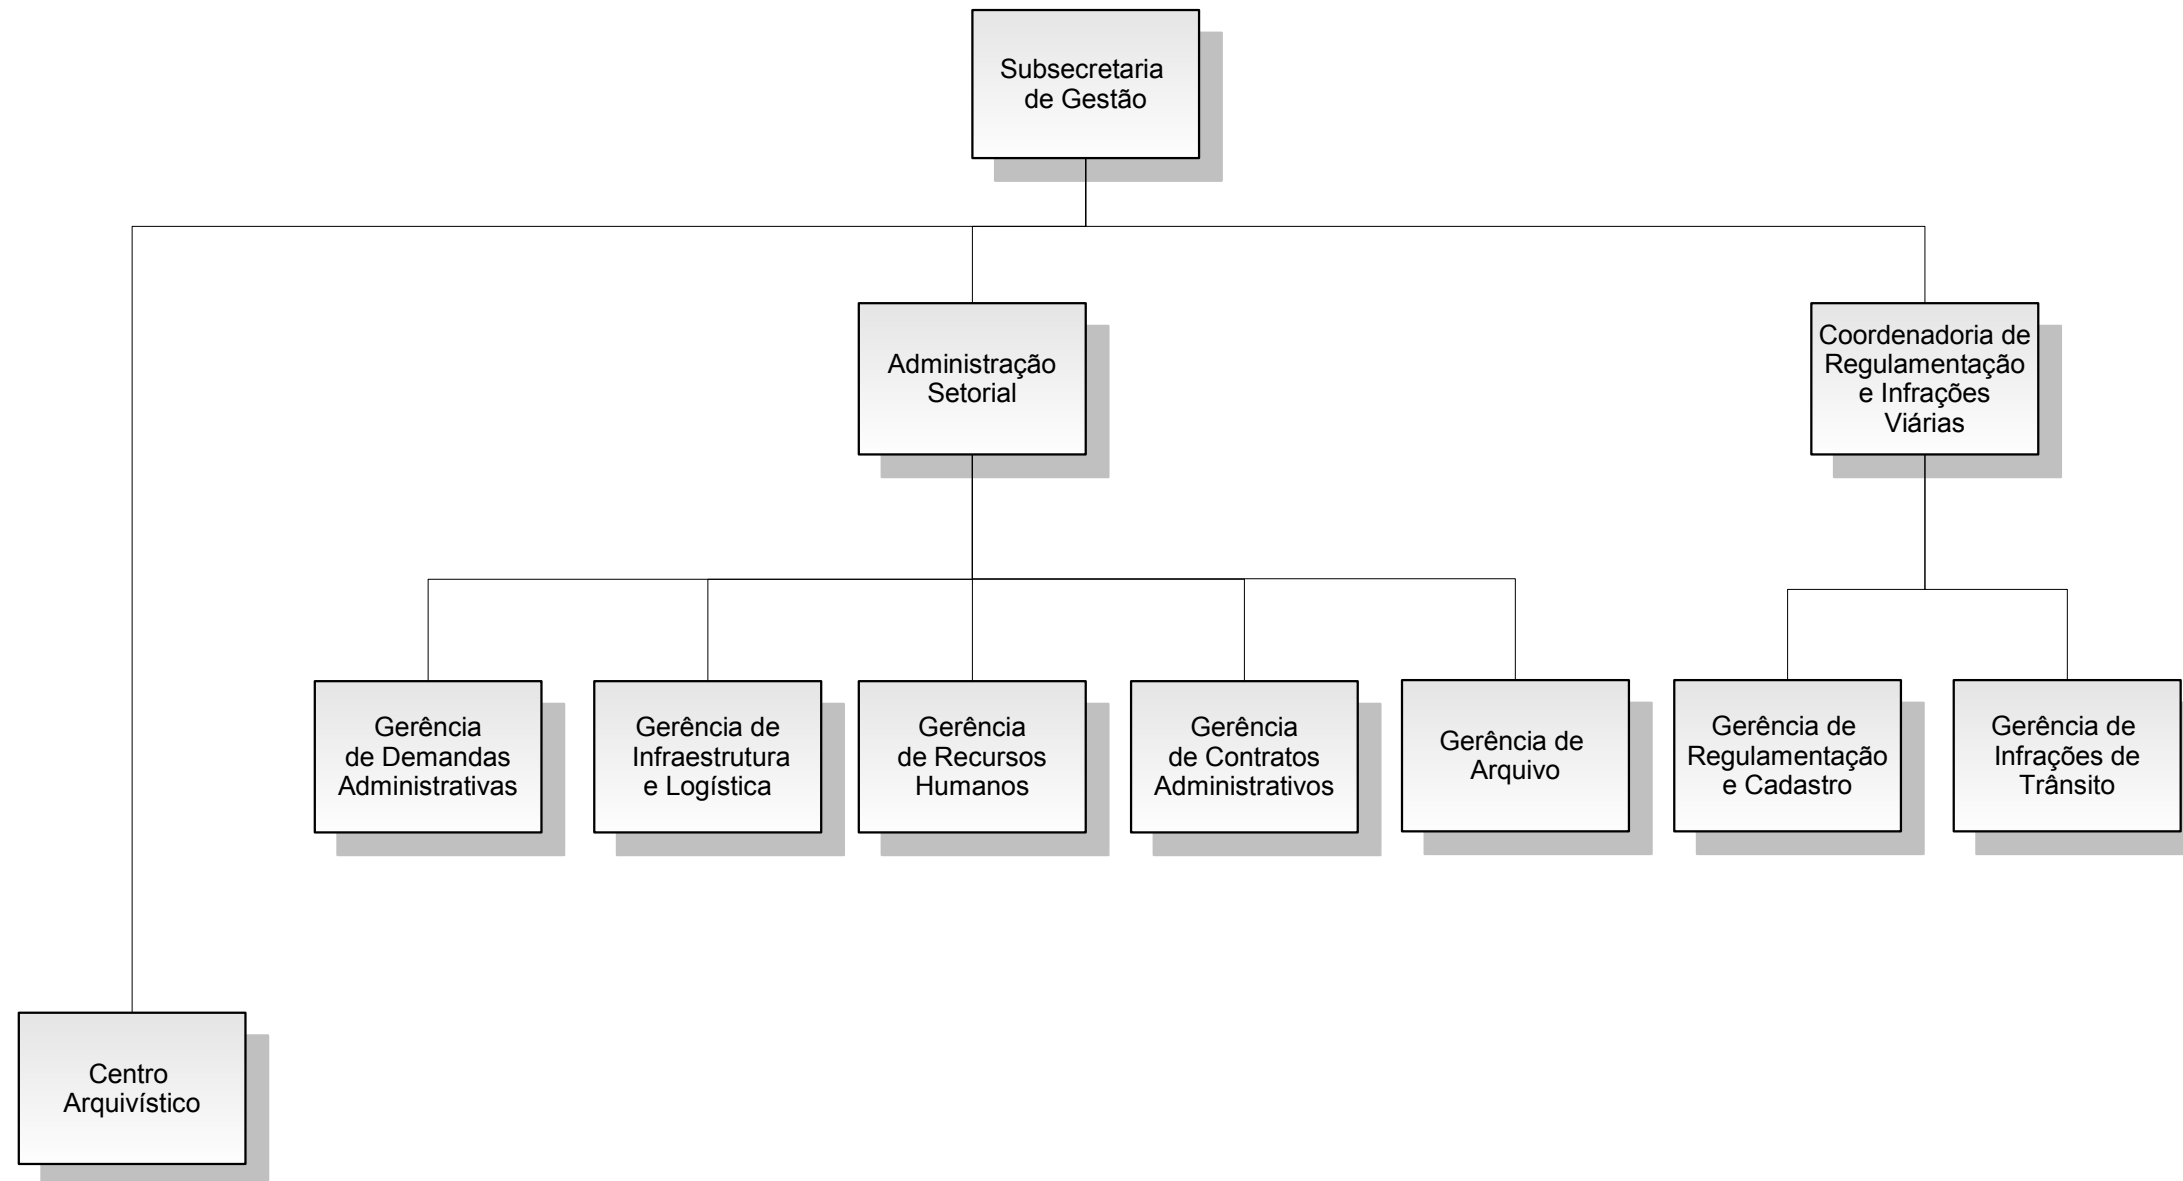 Subsecretaria
de Gestão
Administração
Setorial
Coordenadoria de
Regulamentação
e Infrações
Viárias
Gerência
de Demandas
Administrativas
Gerência de
Infraestrutura
e Logística
Gerência
de Recursos
Humanos
Gerência
de Contratos
Administrativos
Gerência de
Arquivo
Gerência de
Regulamentação
e Cadastro
Gerência de
Infrações de
Trânsito
Centro
Arquivístico